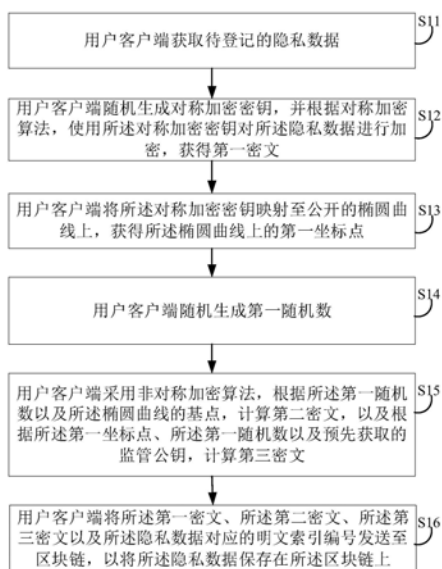 S11
用户客户端获取待登记的隐私数据
S12
用户客户端随机生成对称加密密钥，并根据对称加密
算法，使用所述对称加密密钥对所述隐私数据进行加
密，获得第一密文
S13
用户客户端将所述对称加密密钥映射至公开的椭圆曲
线上，获得所述椭圆曲线上的第一坐标点
S14
用户客户端随机生成第一随机数
S15
用户客户端采用非对称加密算法，根据所述第一随机
数以及所述椭圆曲线的基点，计算第二密文，以及根
据所述第一坐标点、所述第一随机数以及预先获取的
监管公钥，计算第三密文
S16
用户客户端将所述第一密文、所述第二密文、所述第
三密文以及所述隐私数据对应的明文索引编号发送至
区块链，以将所述隐私数据保存在所述区块链上